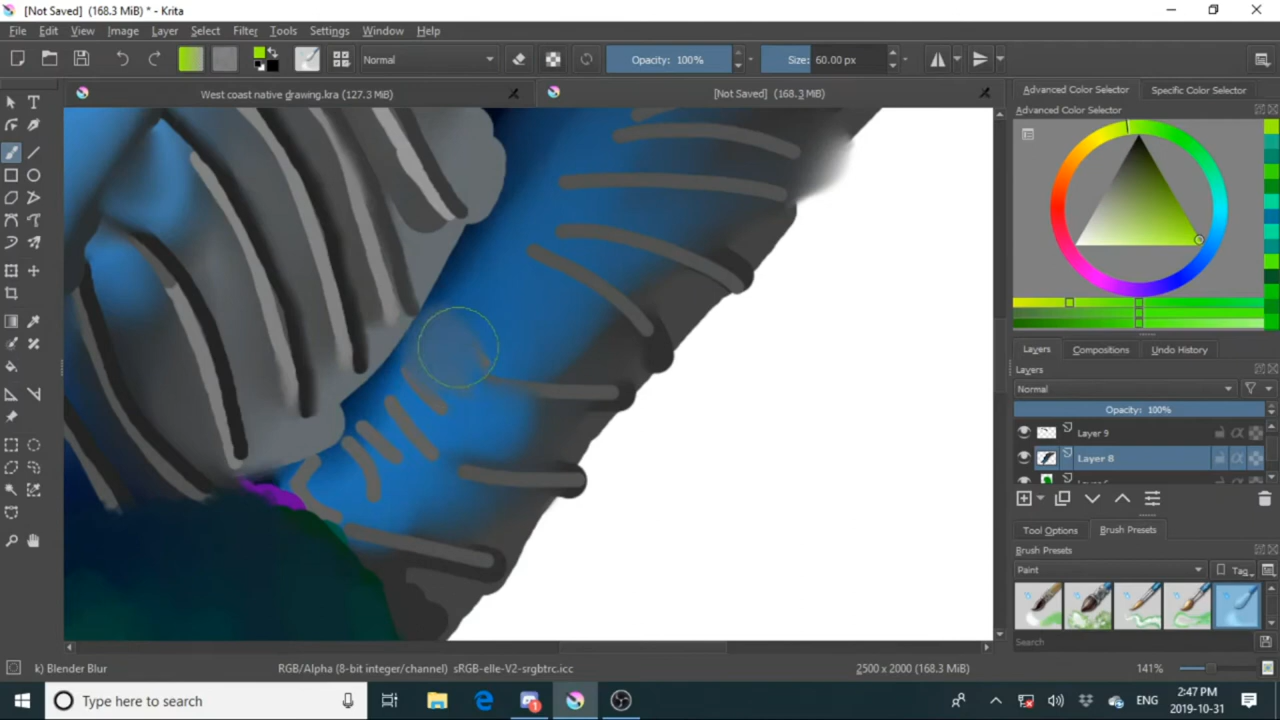 [Not Saved] (168.3 MiB) * - Krita
File Edit View Image Layer Select Filter Tools Settings Window Help
Normal
Opacity: 100%
Size: 60.00 px
West coast native drawing.kra (127.3 MiB)
[Not Saved] (168.3 MiB)
Advanced Color Selector
Specific Color Selector
Advanced Color Selector
Layers
Compositions
Undo History
Layers
Normal
Opacity: 100%
Layer 9
Layer 8
Tool Options
Brush Presets
Brush Presets
Paint
Tag
Search
k) Blender Blur
RGB/Alpha (8-bit integer/channel) sRGB-elle-V2-srgbtrc.icc
2500 x 2000 (168.3 MiB)
141%
Type here to search
ENG
2:47 PM
2019-10-31